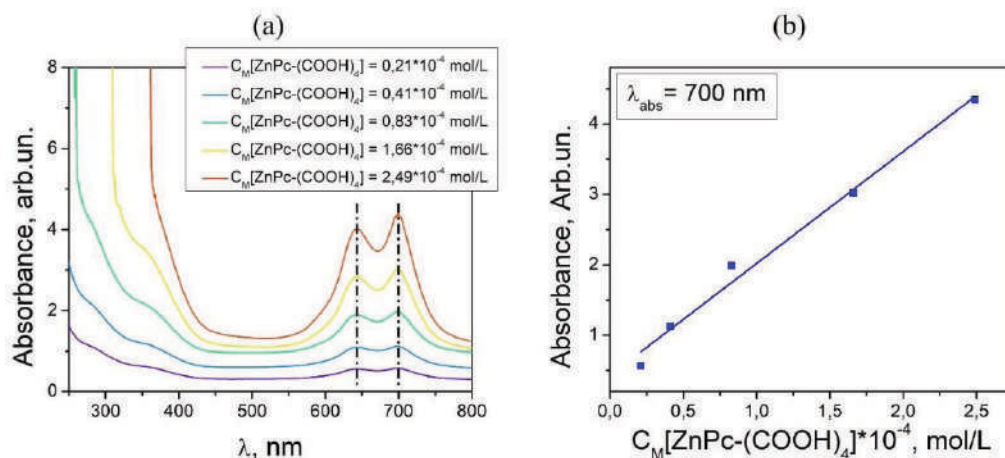 (a)
C_M[ZnPc-(COOH)_4] = 0,21*10^-4 mol/L
C_M[ZnPc-(COOH)_4] = 0,41*10^-4 mol/L
C_M[ZnPc-(COOH)_4] = 0,83*10^-4 mol/L
C_M[ZnPc-(COOH)_4] = 1,66*10^-4 mol/L
C_M[ZnPc-(COOH)_4] = 2,49*10^-4 mol/L
Absorbance, arb.un.
8
6
4
2
0
300 400 500 600 700 800
λ, nm
(b)
λ_abs = 700 nm
Absorbance, Arb.un.
4
3
2
1
0,0 0,5 1,0 1,5 2,0 2,5
C_M[ZnPc-(COOH)_4]*10^-4, mol/L